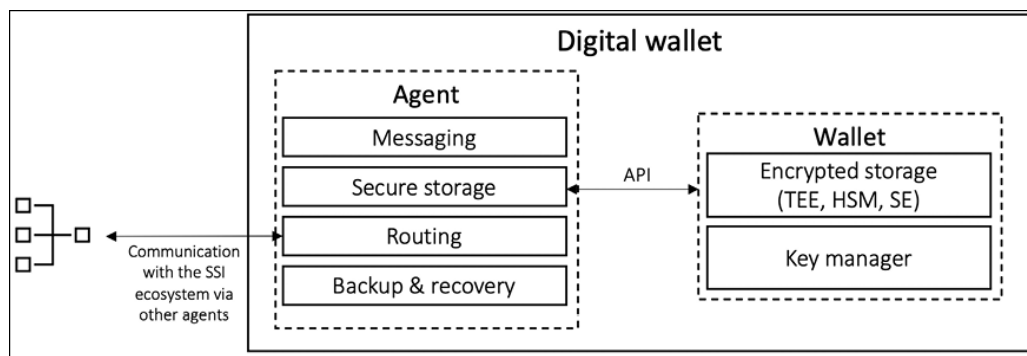 Digital wallet
Agent
Messaging
Secure storage
Routing
Backup & recovery
API
Wallet
Encrypted storage
(TEE, HSM, SE)
Key manager
Communication
with the SSI
ecosystem via
other agents